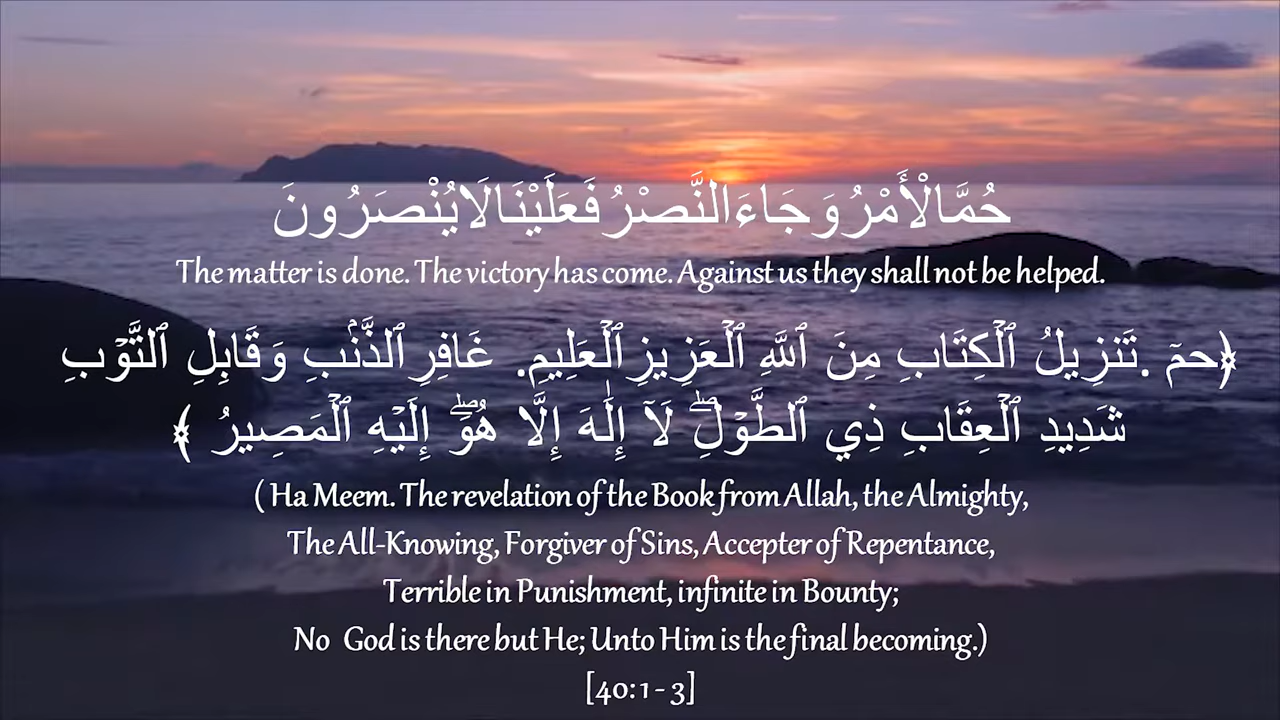 حُمَّالْأَمْرُوَجَاءَالنَّصْرُفَعَلَيْنَالَايُنْصَرُونَ
The matter is done. The victory has come. Against us they shall not be helped.
﴿حمٓ .تَنزِيلُ ٱلْكِتَابِ مِنَ ٱللَّهِ ٱلْعَزِيزِٱلْعَلِيمِ. غَافِرِٱلذَّنۢبِ وَقَابِلِ ٱلتَّوْبِ
شَدِيدِ ٱلْعِقَابِ ذِي ٱلطَّوْلِۖ لَآ إِلَٰهَ إِلَّا هُوَۖ إِلَيْهِ ٱلْمَصِيرُ ﴾
( Ha Meem. The revelation of the Book from Allah, the Almighty,
The All-Knowing, Forgiver of Sins, Accepter of Repentance,
Terrible in Punishment, infinite in Bounty;
No God is there but He; Unto Him is the final becoming.)
[40:1 - 3]